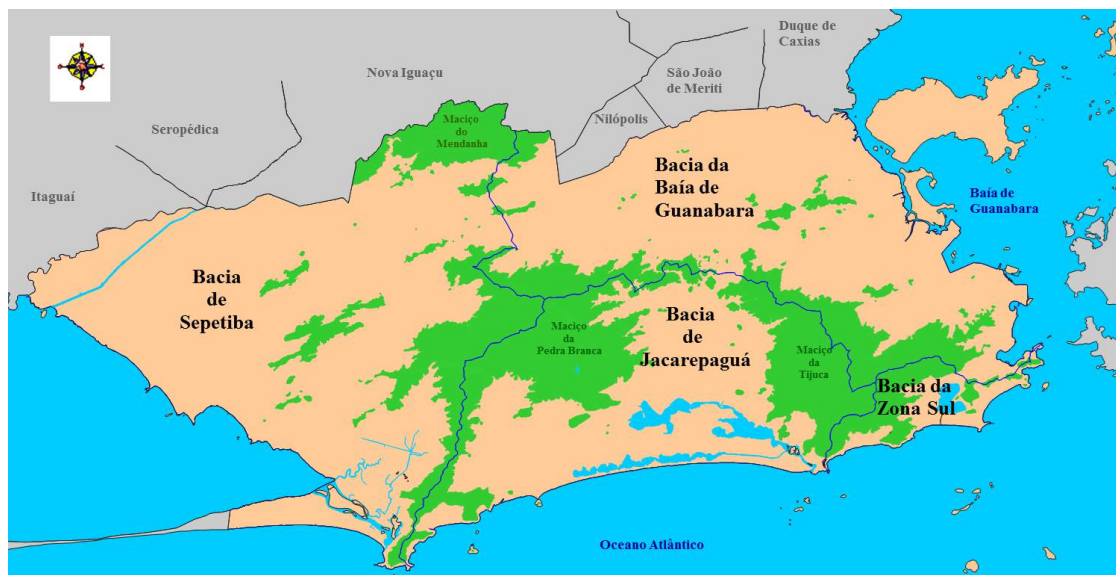 Duque de
Caxias
Nova Iguaçu
São João
de Meriti
Seropédica
Nilópolis
Maciço
do
Mendanha
Itaguaí
Bacia da
Baía de
Guanabara
Baía de
Guanabara
Bacia
de
Sepetiba
Maciço
da
Pedra Branca
Bacia
de
Jacarepaguá
Maciço
da
Tijuca
Bacia da
Zona Sul
Oceano Atlântico